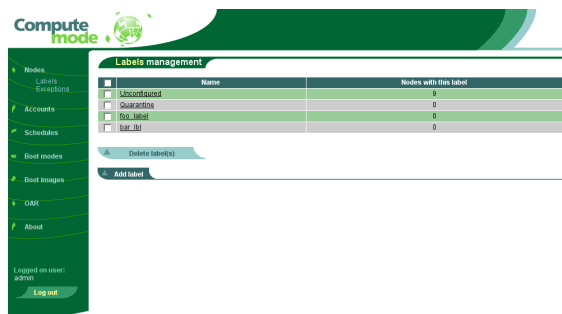 Compute
mode
Labels management
Nodes
Labels
Exceptions
Accounts
Schedules
Boot modes
Boot images
OAR
About
Logged on user:
admin
Log out
Name Nodes with this label
Unconfigured 9
Quarantine 0
foo_label 0
bar_lbl 0
Delete label(s)
Add label